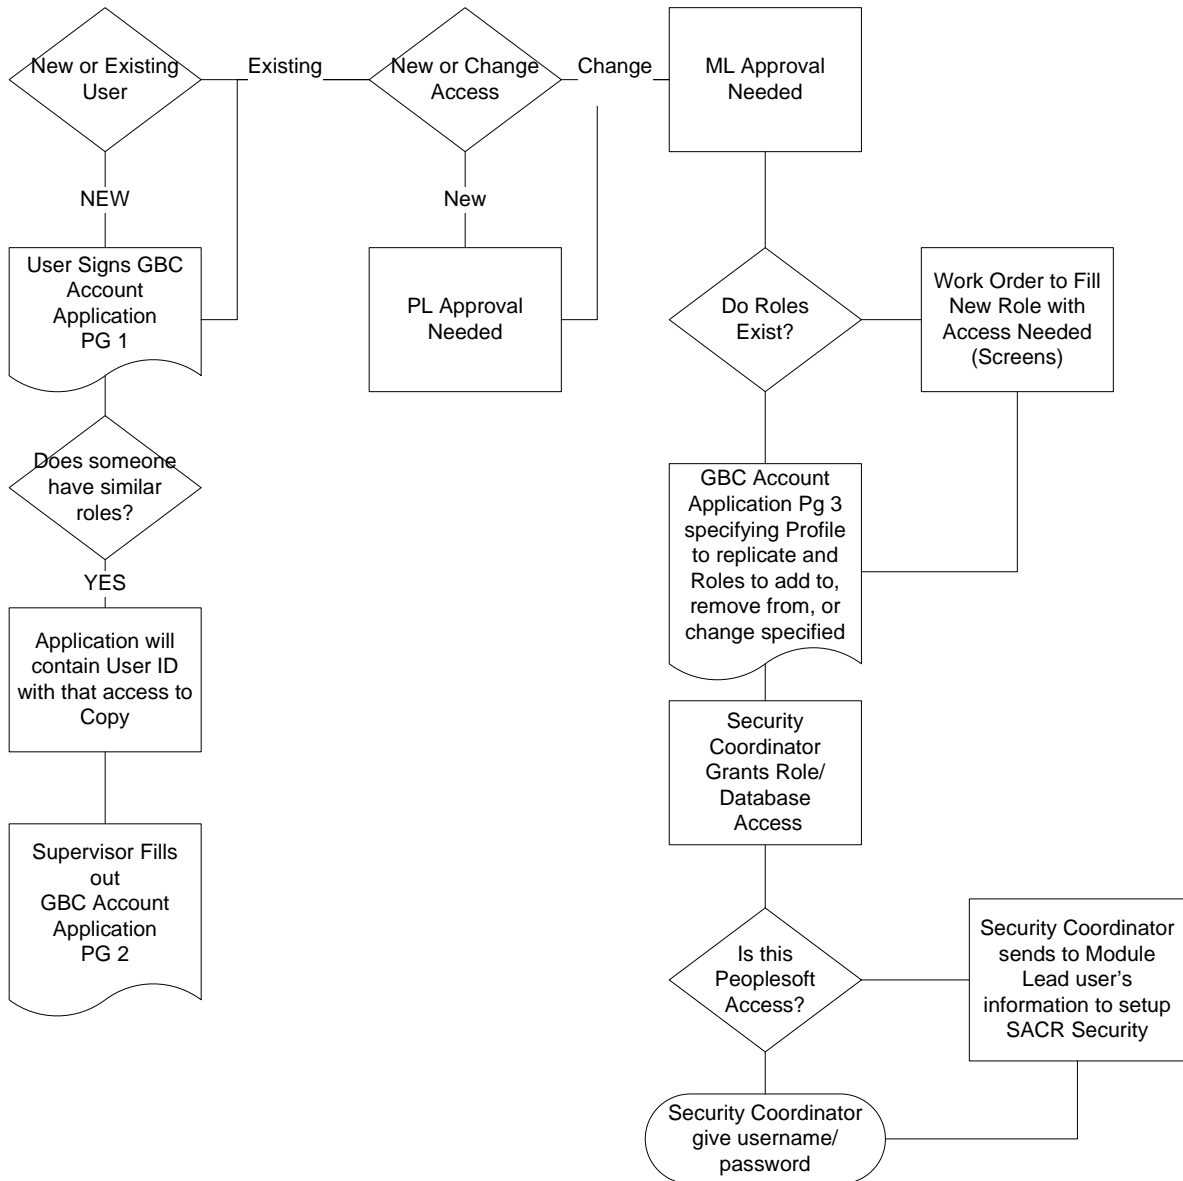 New or Existing
User
Existing
New or Change
Access
Change
ML Approval
Needed
NEW
New
User Signs GBC
Account
Application
PG 1
PL Approval
Needed
Do Roles
Exist?
Work Order to Fill
New Role with
Access Needed
(Screens)
Does someone
have similar
roles?
YES
GBC Account
Application Pg 3
specifying Profile
to replicate and
Roles to add to,
remove from, or
change specified
Application will
contain User ID
with that access to
Copy
Security
Coordinator
Grants Role/
Database
Access
Supervisor Fills
out
GBC Account
Application
PG 2
Is this
Peoplesoft
Access?
Security Coordinator
sends to Module
Lead user's
information to setup
SACR Security
Security Coordinator
give username/
password